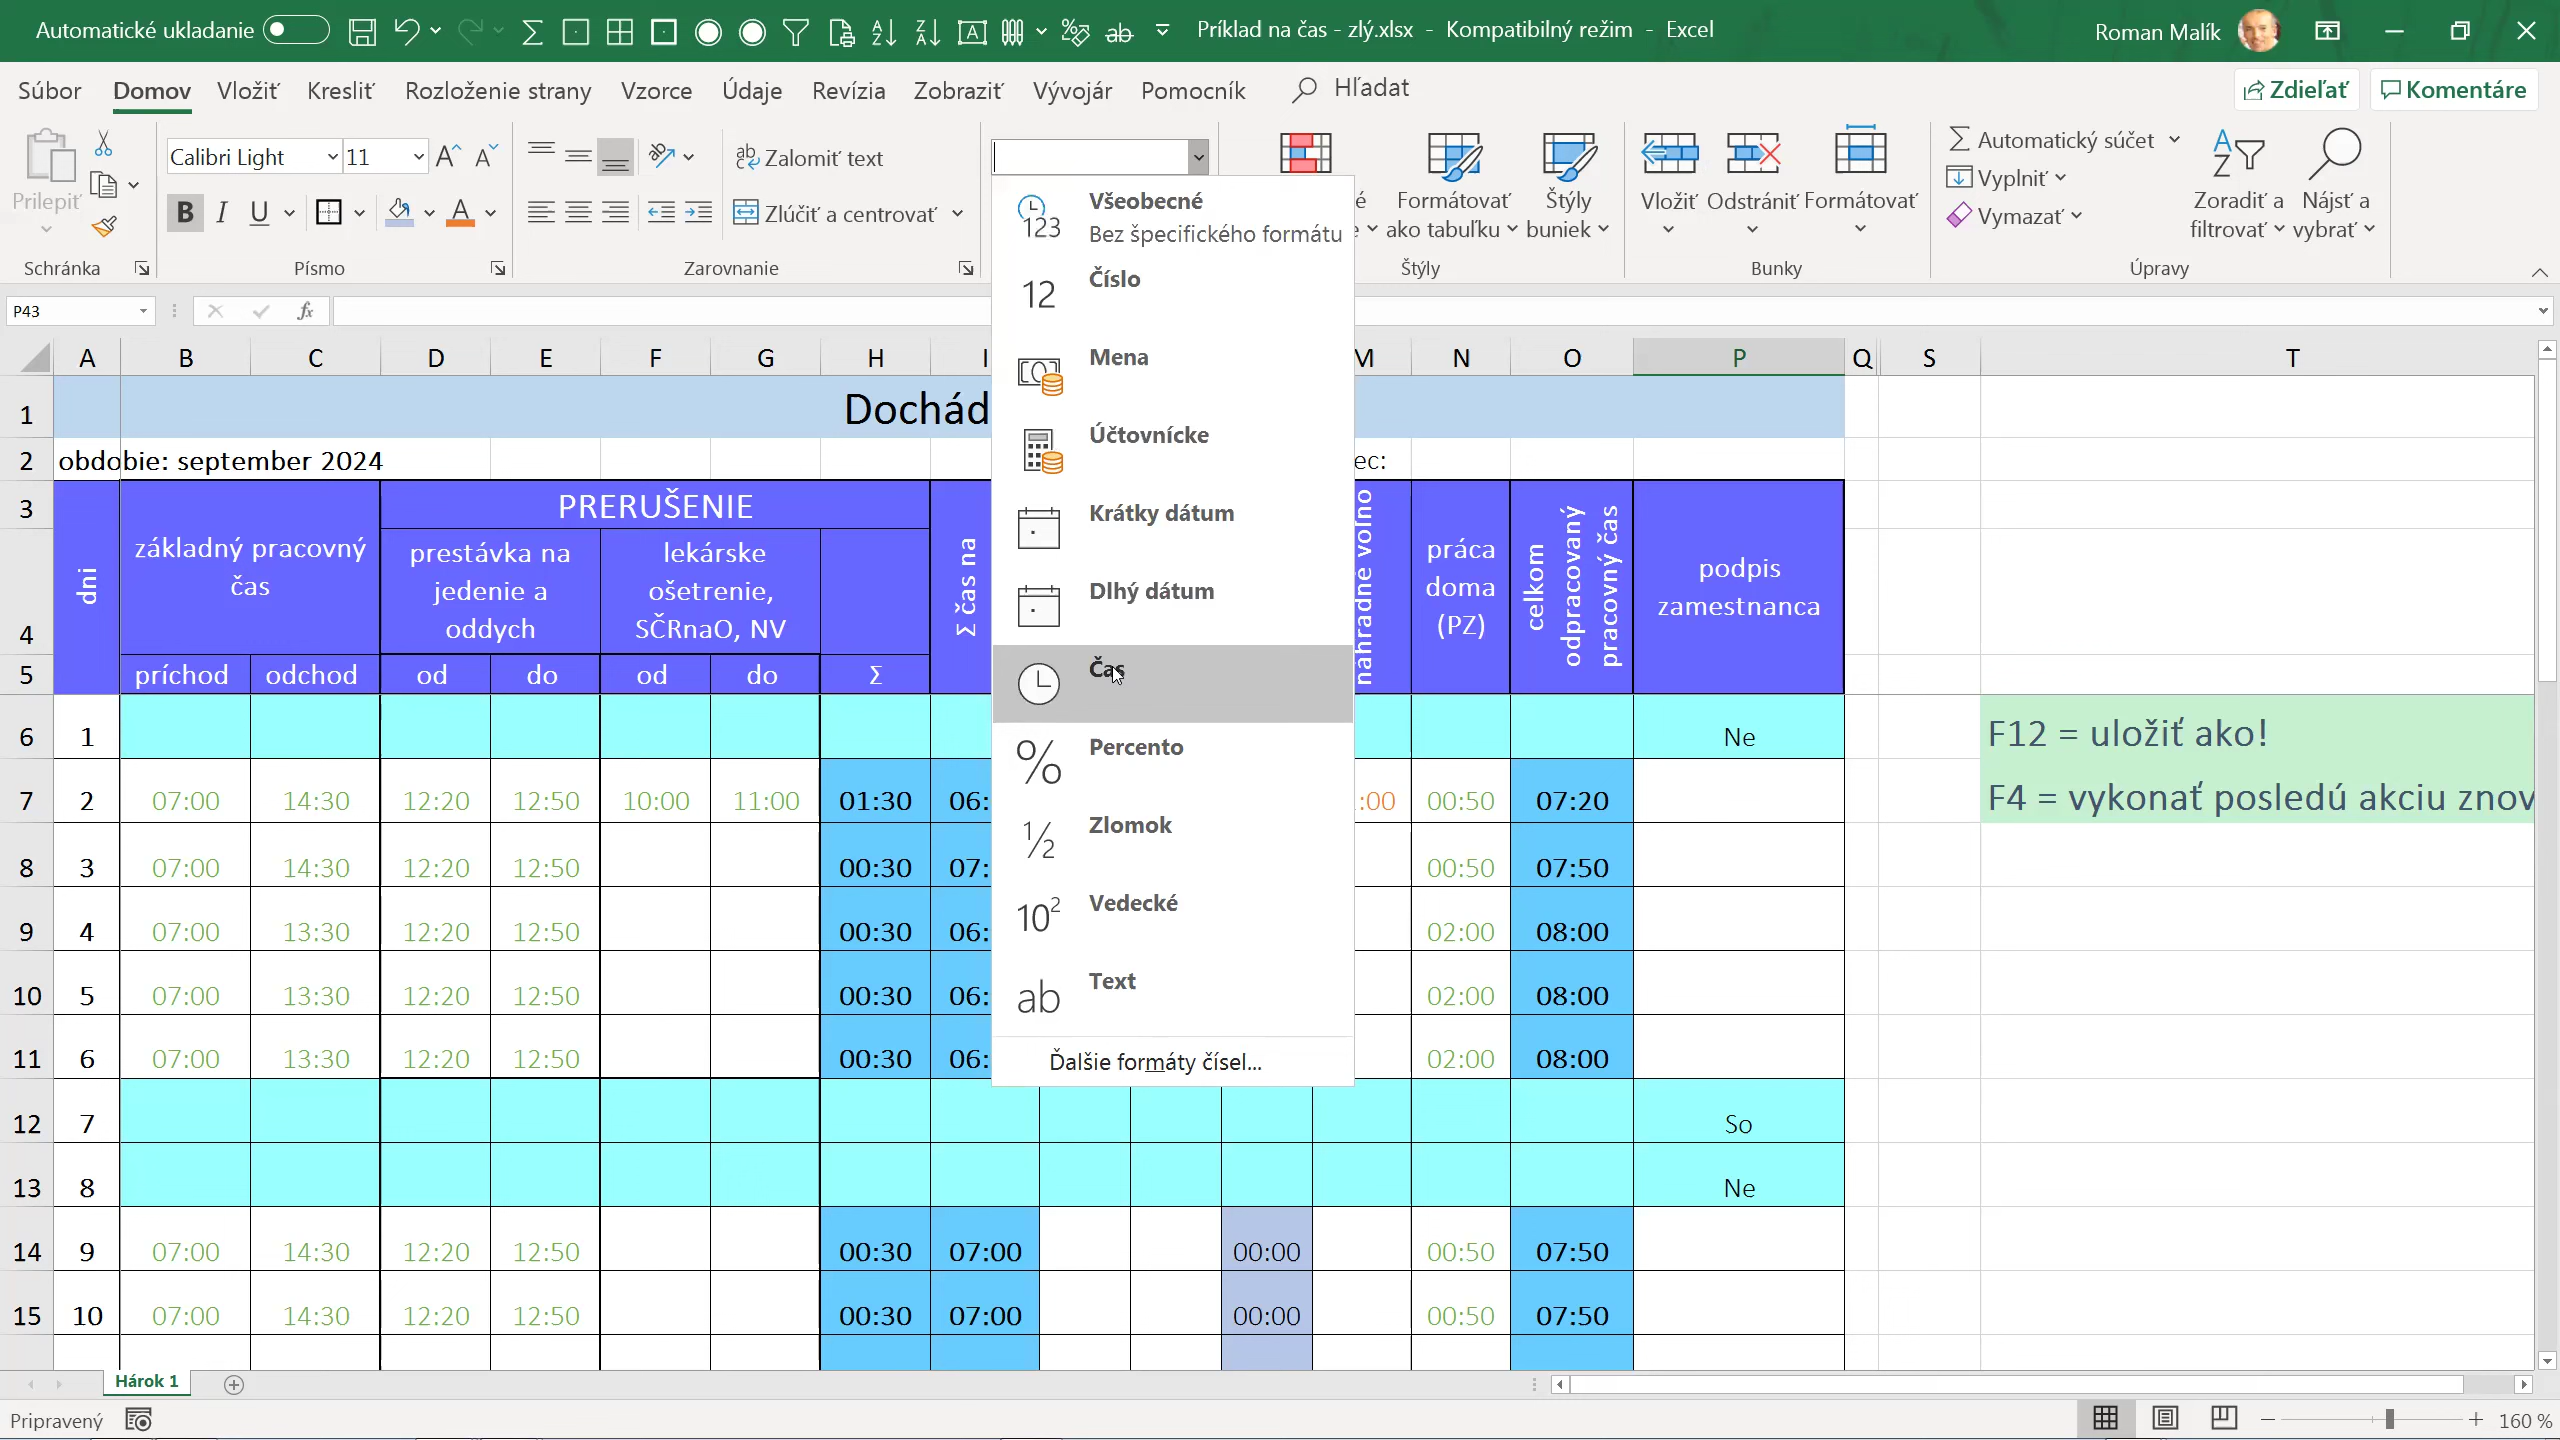 Automatické ukladanie
Príklad na čas - zlý.xlsx - Kompatibilný režim - Excel
Roman Malík
Súbor Domov Vložiť Kresliť Rozloženie strany Vzorce Údaje Revízia Zobraziť Vývojár Pomocník Hľadať
Zdieľať Komentáre
Prilepiť
Schránka
Calibri Light 11
B I U
Písmo
Zalomiť text
Zlúčiť a centrovať
Zarovnanie
Formátovať ako tabuľku
Štýly buniek
Štýly
Vložiť Odstrániť Formátovať
Bunky
Automatický súčet
Vyplniť
Vymazať
Zoradiť a filtrovať
Nájsť a vybrať
Úpravy
Všeobecné
Bez špecifického formátu
12 Číslo
Mena
Účtovnícke
Krátky dátum
Dlhý dátum
Čas
% Percento
½ Zlomok
10² Vedecké
ab Text
Ďalšie formáty čísel...
P43
fx
A B C D E F G H I M N O P Q S T
1 Dochád
2 obdobie: september 2024 ec:
3 PRERUŠENIE
dni
základný pracovný čas
prestávka na jedenie a oddych
lekárske ošetrenie, SČRnaO, NV
Σ čas na
náhradné voľno
práca doma (PZ)
celkom odpracovaný pracovný čas
podpis zamestnanca
4
5 príchod odchod od do od do Σ
6 1 Ne
F12 = uložiť ako!
7 2 07:00 14:30 12:20 12:50 10:00 11:00 01:30 06: :00 00:50 07:20
F4 = vykonať posledú akciu znov
8 3 07:00 14:30 12:20 12:50 00:30 07: 00:50 07:50
9 4 07:00 13:30 12:20 12:50 00:30 06: 02:00 08:00
10 5 07:00 13:30 12:20 12:50 00:30 06: 02:00 08:00
11 6 07:00 13:30 12:20 12:50 00:30 06: 02:00 08:00
12 7 So
13 8 Ne
14 9 07:00 14:30 12:20 12:50 00:30 07:00 00:00 00:50 07:50
15 10 07:00 14:30 12:20 12:50 00:30 07:00 00:00 00:50 07:50
Hárok 1
Pripravený
160 %